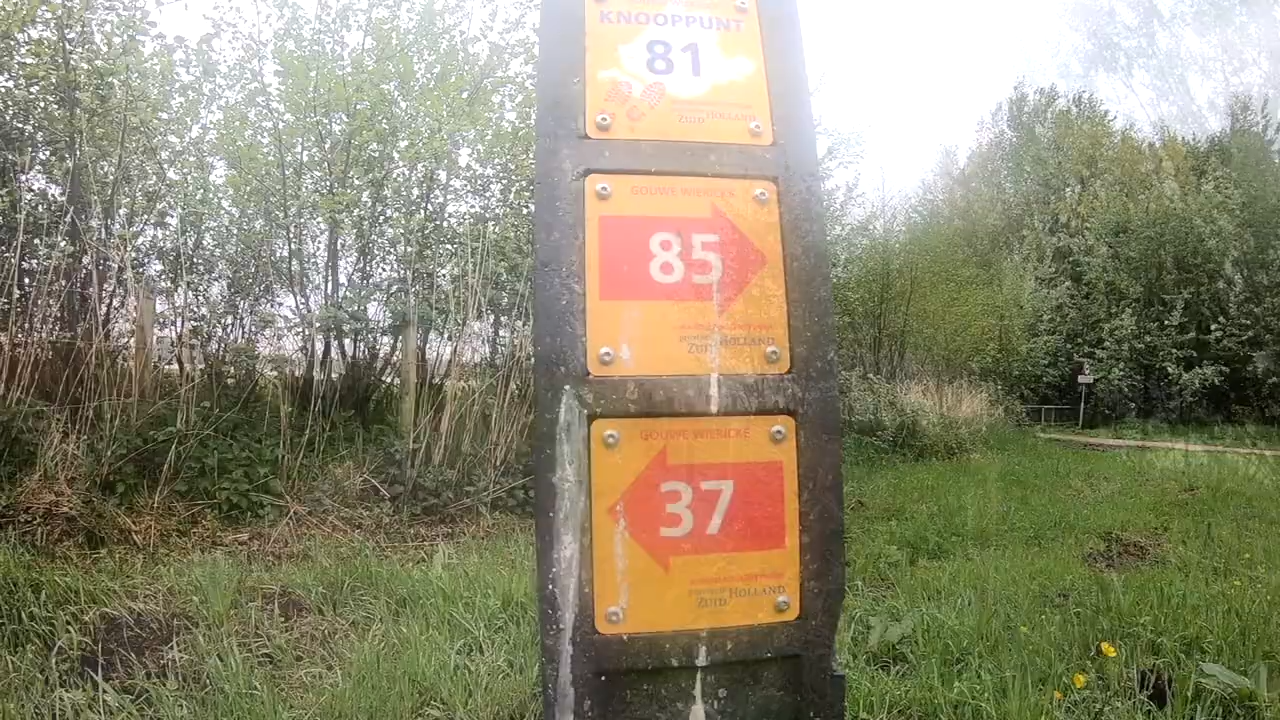 KNOOPPUNT
81
ZUID HOLLAND
GOUWE WIERICKE
85
ZUID HOLLAND
GOUWE WIERICKE
37
ZUID HOLLAND